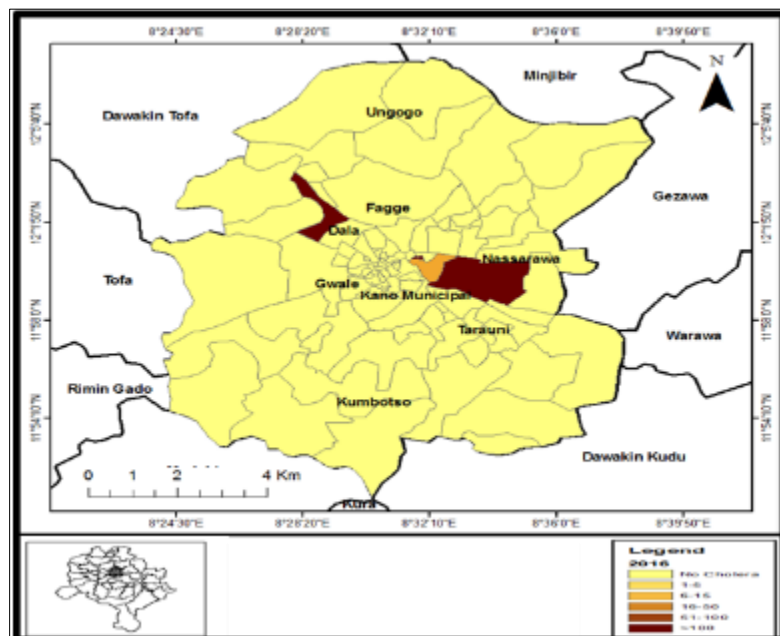 8°24'30"E 8°28'20"E 8°32'10"E 8°36'0"E 8°39'50"E
N
Minjibir
Dawakin Tofa
Ungogo
12°5'40"N 12°5'40"N
Gezawa
Fagge
12°1'50"N 12°1'50"N
Dala
Nassarawa
Tofa
Gwale
Kano Municipal
11°58'0"N 11°58'0"N
Tarauni
Warawa
Rimin Gado
Kumbotso
11°54'10"N 11°54'10"N
Dawakin Kudu
0 1 2 4 Km
Kura
8°24'30"E 8°28'20"E 8°32'10"E 8°36'0"E 8°39'50"E
Legend
2016
No Cholera
1-5
6-15
16-50
51-100
>100